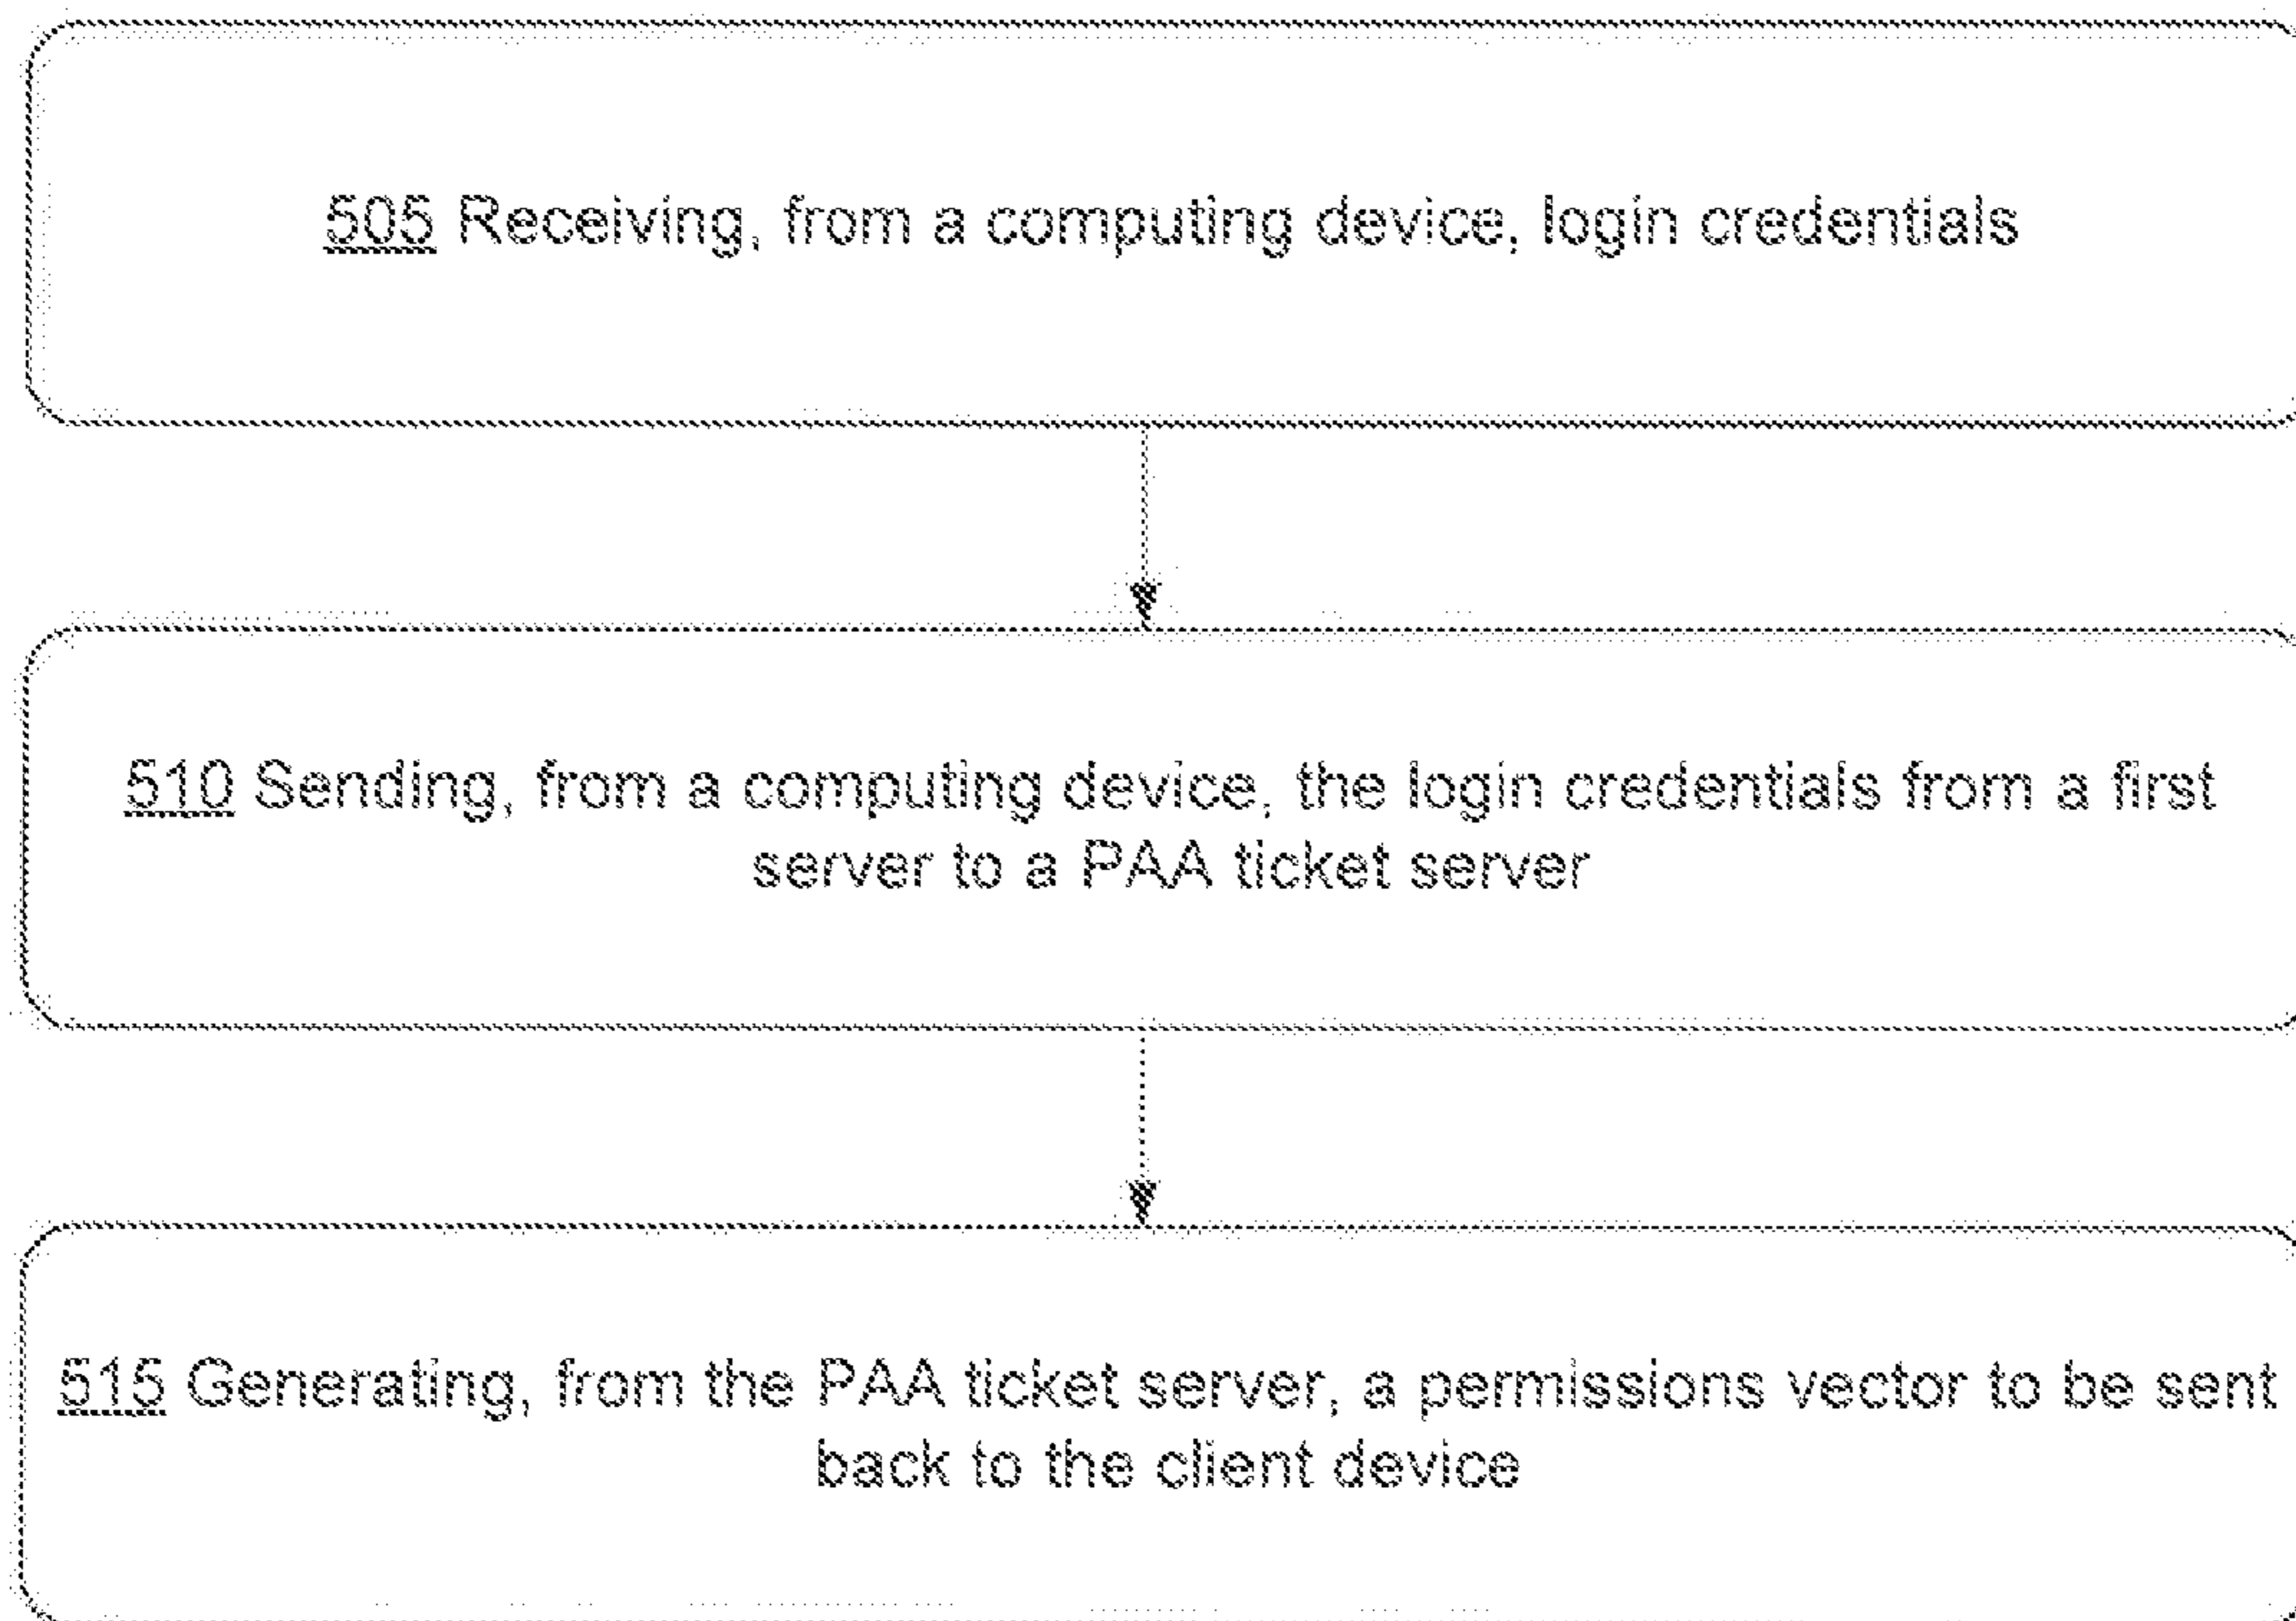 505 Receiving, from a computing device, login credentials
510 Sending, from a computing device, the login credentials from a first
server to a PAA ticket server
515 Generating, from the PAA ticket server, a permissions vector to be sent
back to the client device